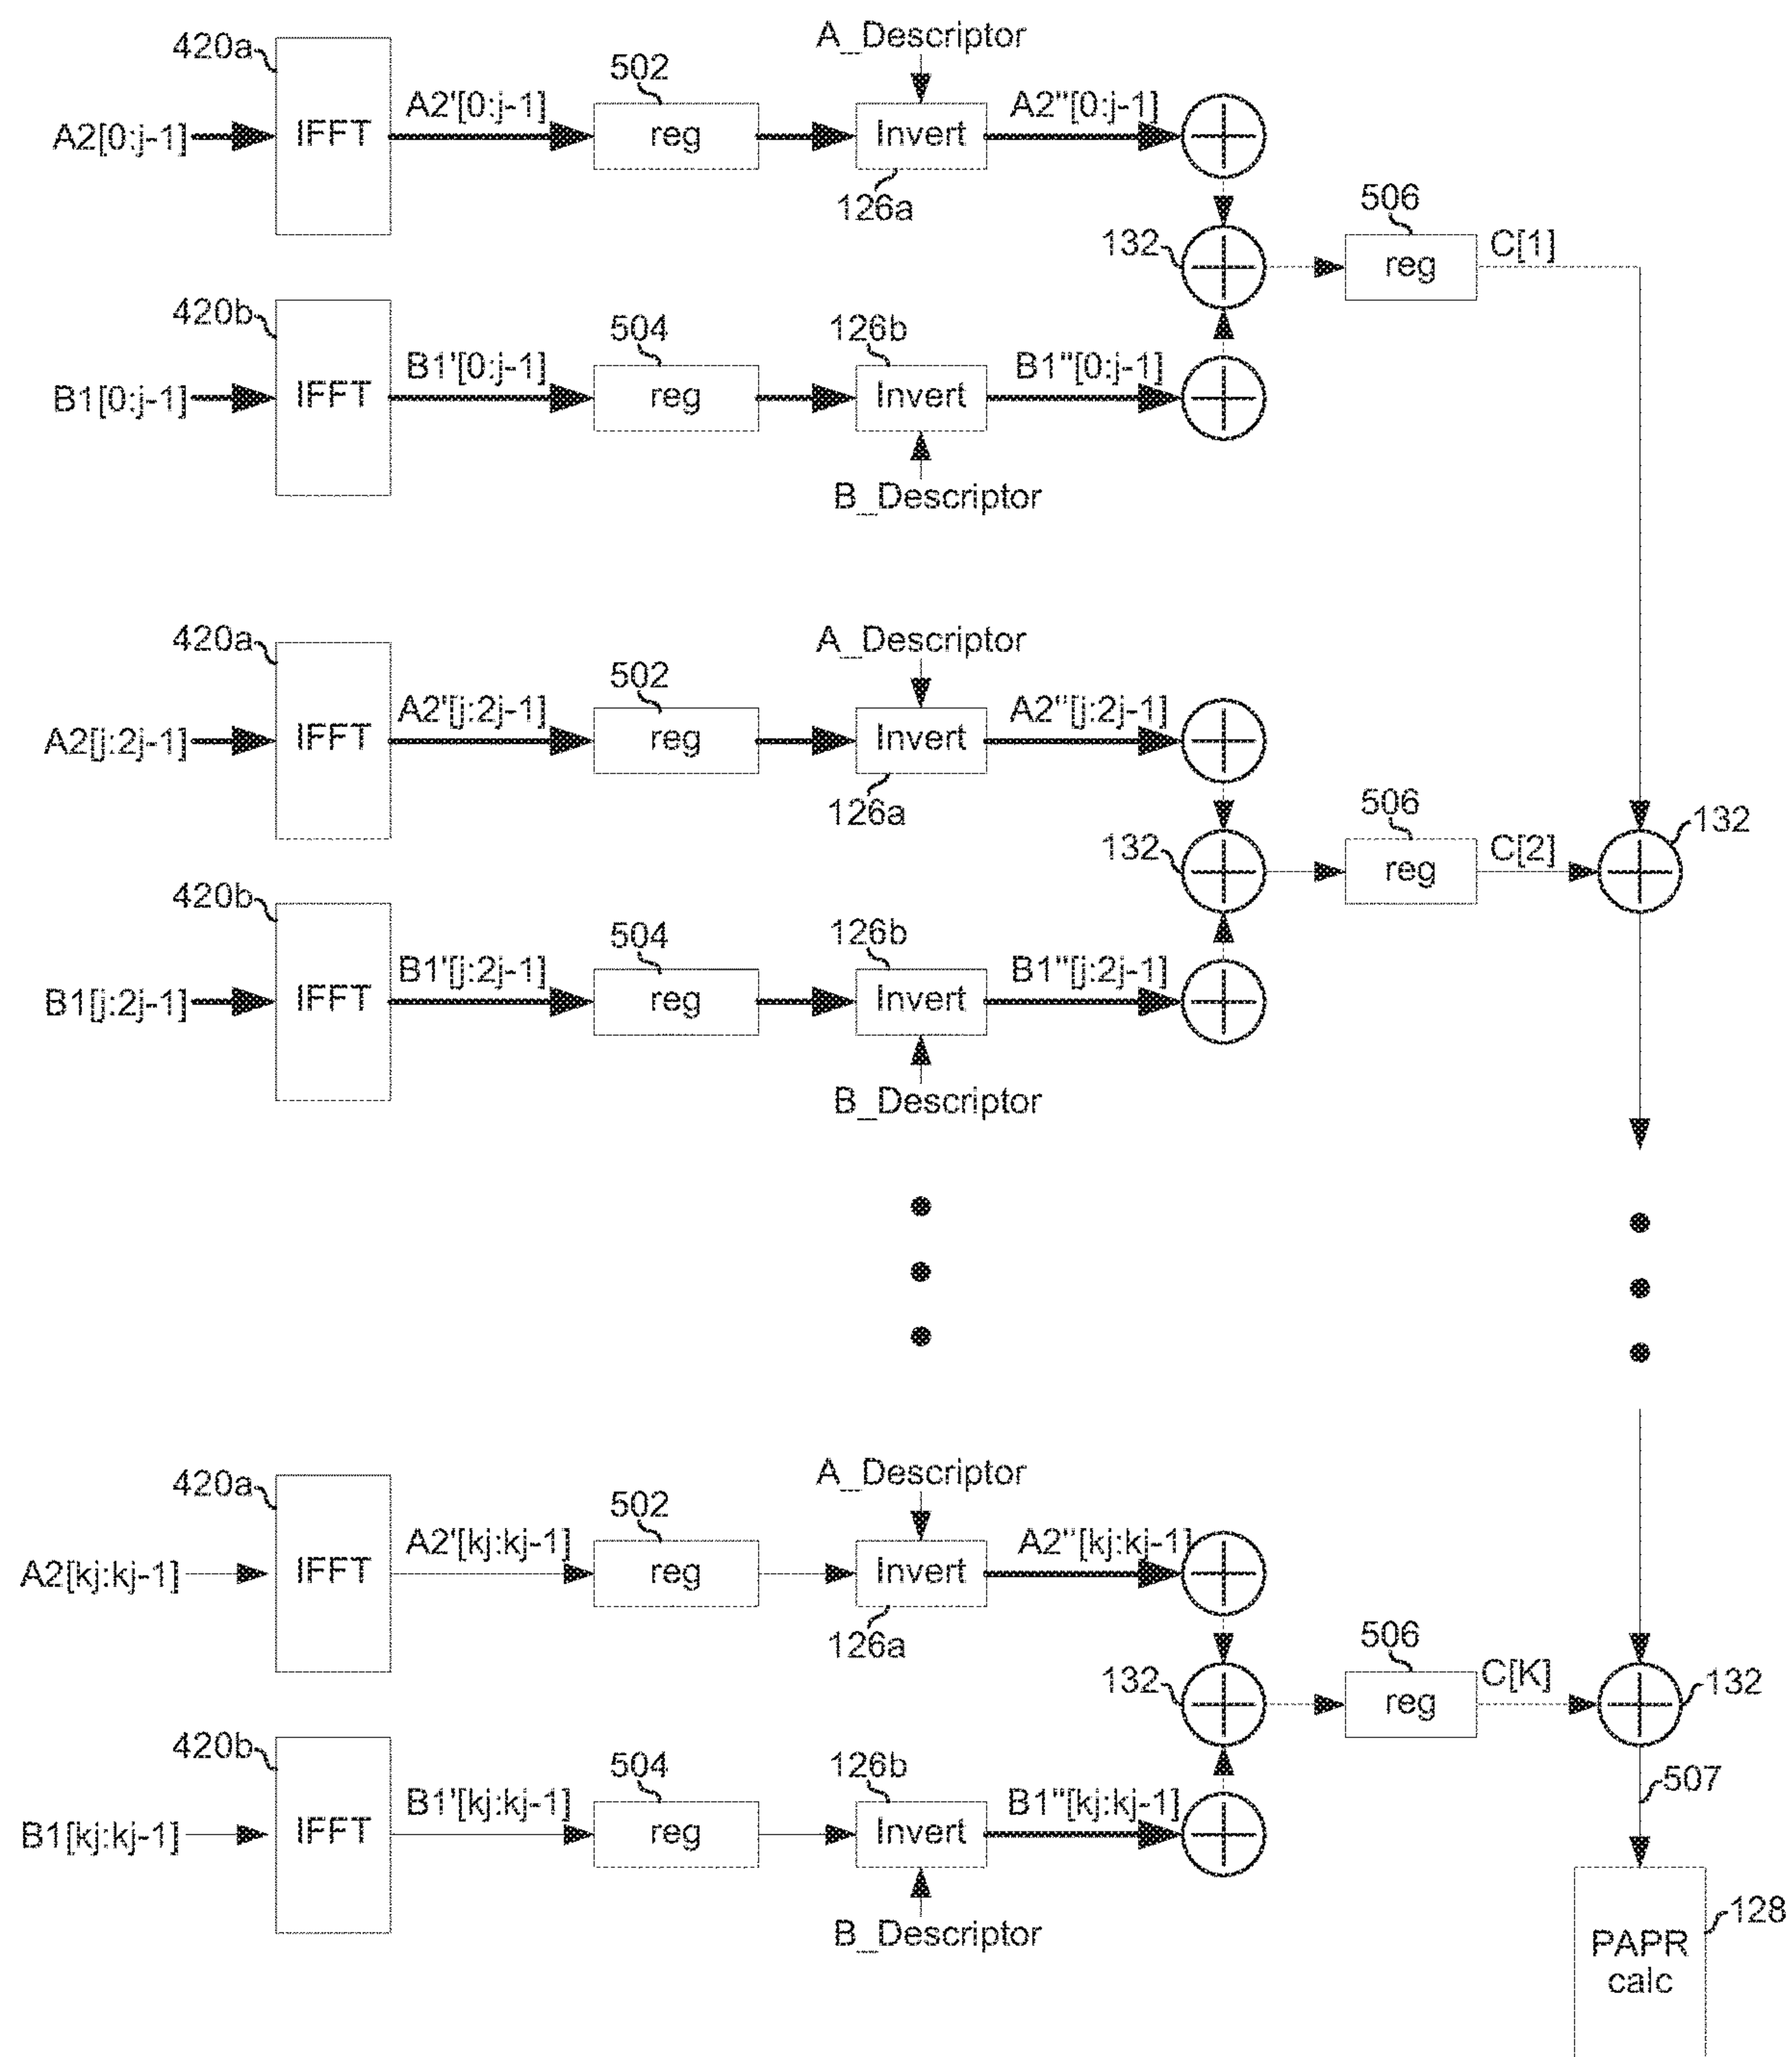 A_Descriptor
420a
502
A2'[0:j-1]
A2"[0:j-1]
A2[0:j-1]
IFFT
reg
Invert
126a
506
132
reg
C[1]
420b
504
126b
B1'[0:j-1]
B1"[0:j-1]
B1[0:j-1]
IFFT
reg
Invert
B_Descriptor
A_Descriptor
420a
502
A2'[j:2j-1]
A2"[j:2j-1]
A2[j:2j-1]
IFFT
reg
Invert
126a
506
132
132
reg
C[2]
420b
504
126b
B1'[j:2j-1]
B1"[j:2j-1]
B1[j:2j-1]
IFFT
reg
Invert
B_Descriptor
A_Descriptor
420a
502
A2'[kj:kj-1]
A2"[kj:kj-1]
A2[kj:kj-1]
IFFT
reg
Invert
126a
506
132
C[K]
132
reg
420b
504
126b
507
B1'[kj:kj-1]
B1"[kj:kj-1]
B1[kj:kj-1]
IFFT
reg
Invert
B_Descriptor
128
PAPR
calc